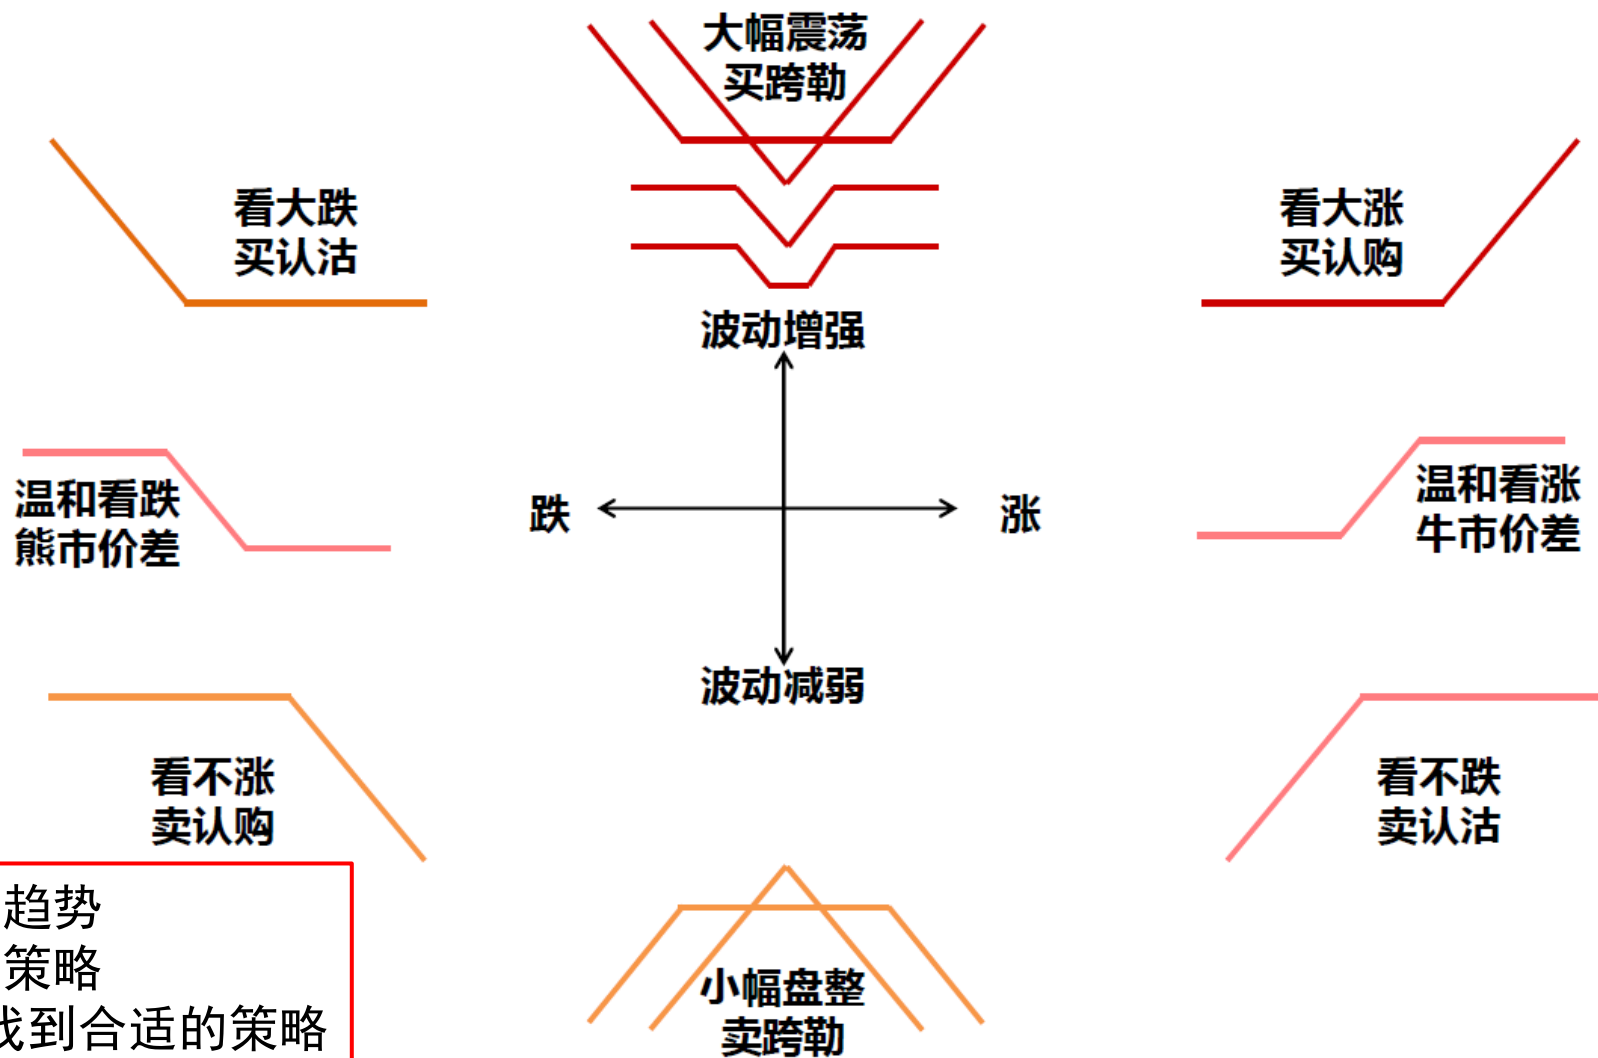 大幅震荡
买跨勒
看大跌
买认沽
看大涨
买认购
波动增强
温和看跌
熊市价差
跌
涨
温和看涨
牛市价差
波动减弱
看不涨
卖认购
看不跌
卖认沽
趋势
策略
找到合适的策略
小幅盘整
卖跨勒